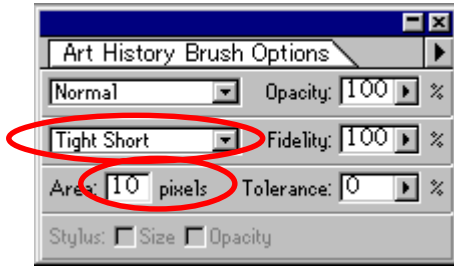 Art History Brush Options
Normal Opacity: 100 %
Tight Short Fidelity: 100 %
Area: 10 pixels Tolerance: 0 %
Stylus: Size Opacity